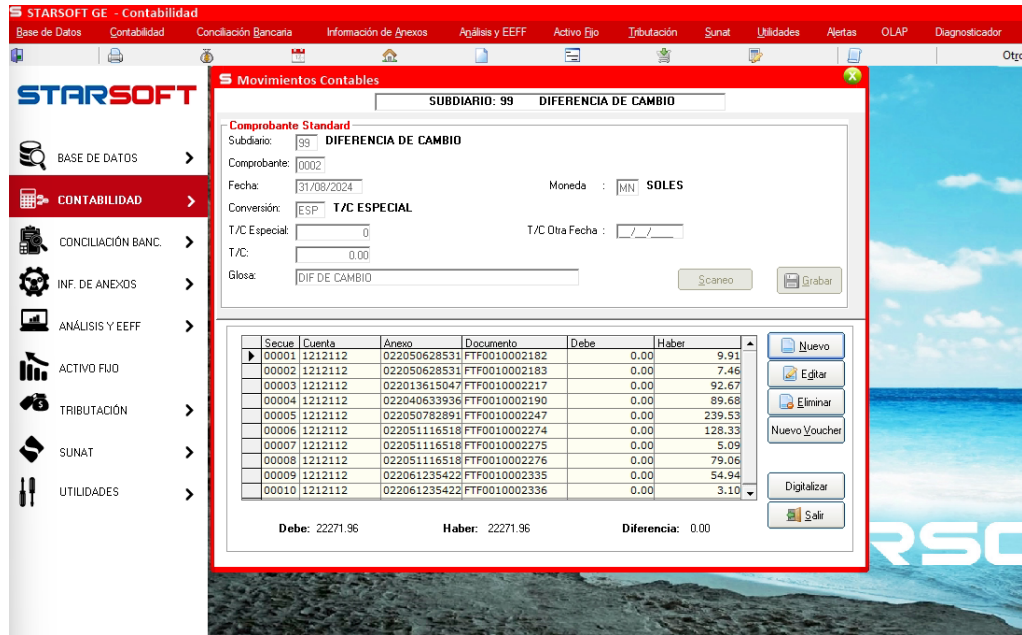 STARSOFT GE - Contabilidad
Base de Datos Contabilidad Conciliación Bancaria Información de Anexos Análisis y EEFF Activo Fijo Tributación Sunat Utilidades Alertas OLAP Diagnosticador
Otro
STARSOFT
BASE DE DATOS
CONTABILIDAD
CONCILIACIÓN BANC.
INF. DE ANEXOS
ANÁLISIS Y EEFF
ACTIVO FIJO
TRIBUTACIÓN
SUNAT
UTILIDADES
Movimientos Contables
SUBDIARIO: 99 DIFERENCIA DE CAMBIO
Comprobante Standard
Subdiario: 99 DIFERENCIA DE CAMBIO
Comprobante: 0002
Fecha: 31/08/2024 Moneda : MN SOLES
Conversión: ESP T/C ESPECIAL
T/C Especial: 0 T/C Otra Fecha : __/__/____
T/C: 0.00
Glosa: DIF DE CAMBIO Scaneo Grabar
Secue Cuenta Anexo Documento Debe Haber
00001 1212112 022050628531 FTF0010002182 0.00 9.91
00002 1212112 022050628531 FTF0010002183 0.00 7.46
00003 1212112 022013615047 FTF0010002217 0.00 92.67
00004 1212112 022040633936 FTF0010002190 0.00 89.68
00005 1212112 022050782891 FTF0010002247 0.00 239.53
00006 1212112 022051116518 FTF0010002274 0.00 128.33
00007 1212112 022051116518 FTF0010002275 0.00 5.09
00008 1212112 022051116518 FTF0010002276 0.00 79.06
00009 1212112 022061235422 FTF0010002335 0.00 54.94
00010 1212112 022061235422 FTF0010002336 0.00 3.10
Nuevo
Editar
Eliminar
Nuevo Voucher
Digitalizar
Salir
Debe: 22271.96 Haber: 22271.96 Diferencia: 0.00
RSO